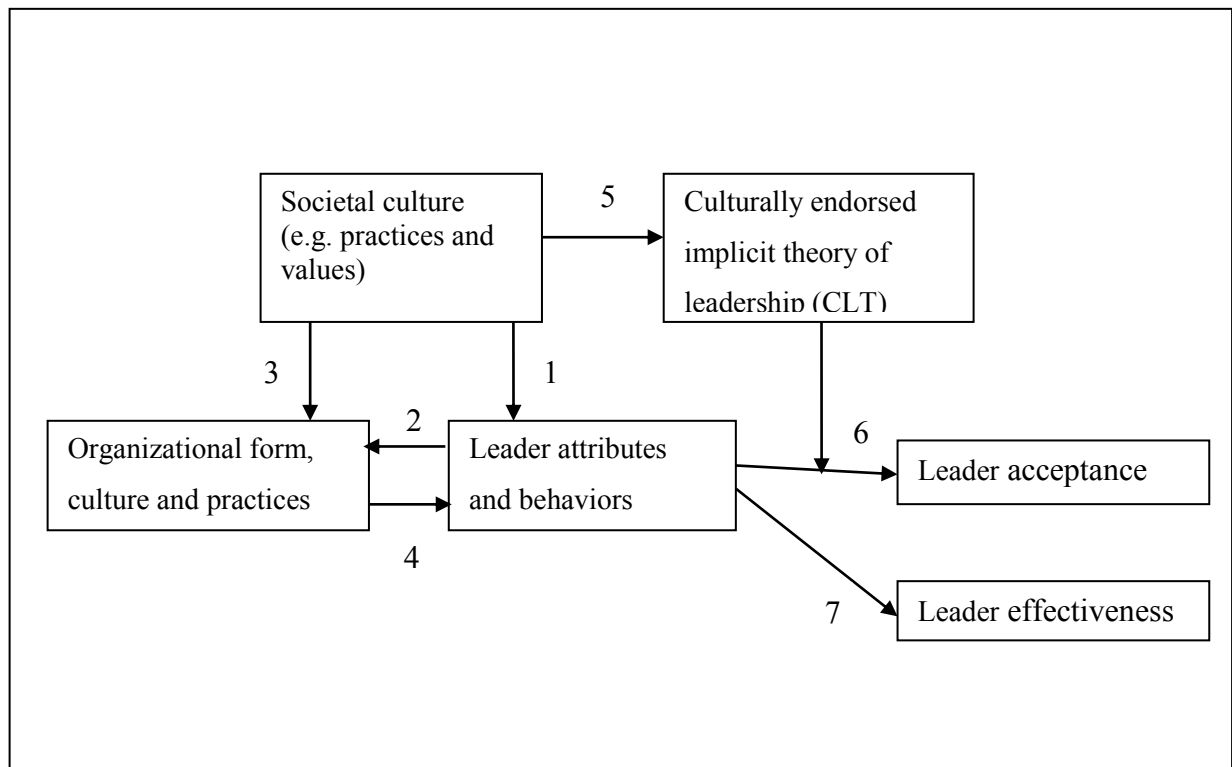 Societal culture
(e.g. practices and
values)
5
Culturally endorsed
implicit theory of
leadership (CLT)
3
1
Organizational form,
culture and practices
2
4
Leader attributes
and behaviors
6
Leader acceptance
7
Leader effectiveness